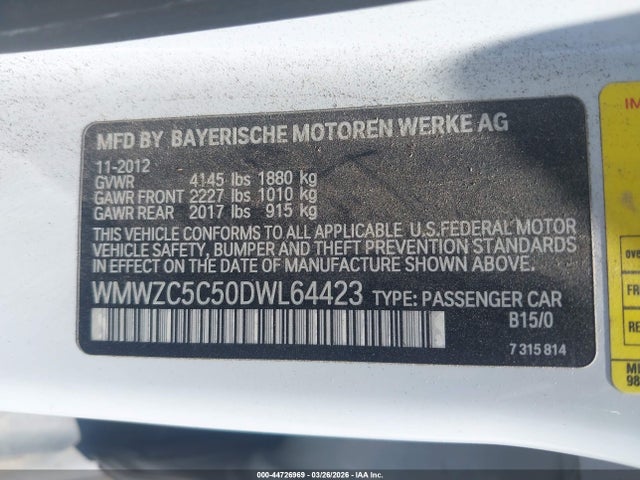 MFD BY BAYERISCHE MOTOREN WERKE AG
11-2012
GVWR 4145 lbs 1880 kg
GAWR FRONT 2227 lbs 1010 kg
GAWR REAR 2017 lbs 915 kg
THIS VEHICLE CONFORMS TO ALL APPLICABLE U.S.FEDERAL MOTOR
VEHICLE SAFETY, BUMPER AND THEFT PREVENTION STANDARDS
IN EFFECT ON THE DATE OF MANUFACTURE SHOWN ABOVE.
WMWZC5C50DWL64423 TYPE: PASSENGER CAR
B15/0
7 315 814
000-44726969 03/26/2026 IAA Inc.